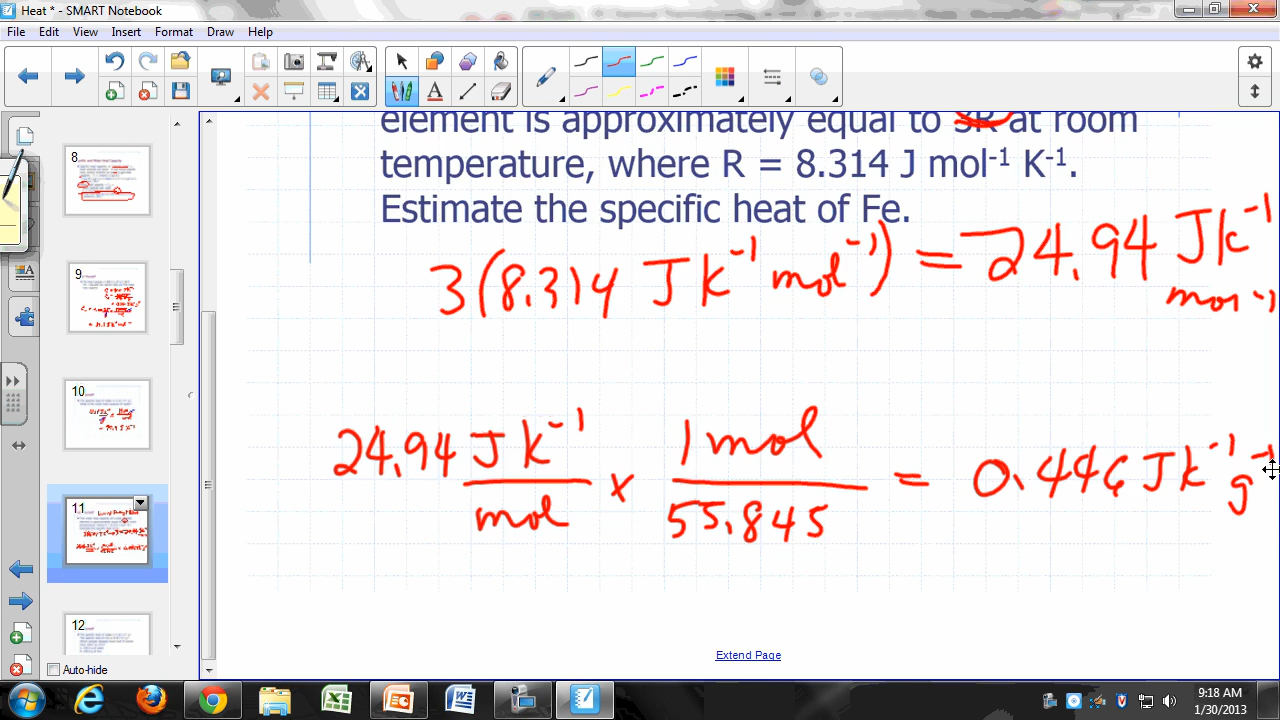 Heat * - SMART Notebook
File Edit View Insert Format Draw Help
8
9
10
11
12
Auto-hide
element is approximately equal to 3R at room
temperature, where R = 8.314 J mol⁻¹ K⁻¹.
Estimate the specific heat of Fe.
3(8.314 J k⁻¹ mol⁻¹) = 24.94 J k⁻¹
mol⁻¹
24.94 J k⁻¹ / mol x 1 mol / 55.845 = 0.446 J k⁻¹ g⁻¹
Extend Page
9:18 AM
1/30/2013